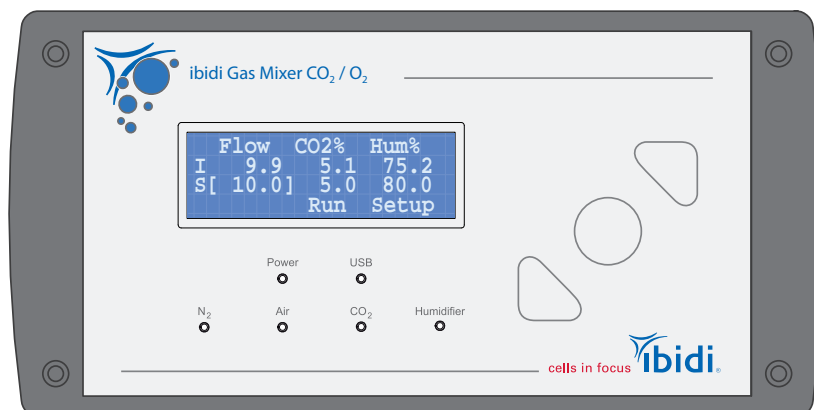 ibidi Gas Mixer CO₂ / O₂
Flow CO2% Hum%
I 9.9 5.1 75.2
S[ 10.0] 5.0 80.0
Run Setup
Power USB
N₂ Air CO₂ Humidifier
cells in focus ibidi®